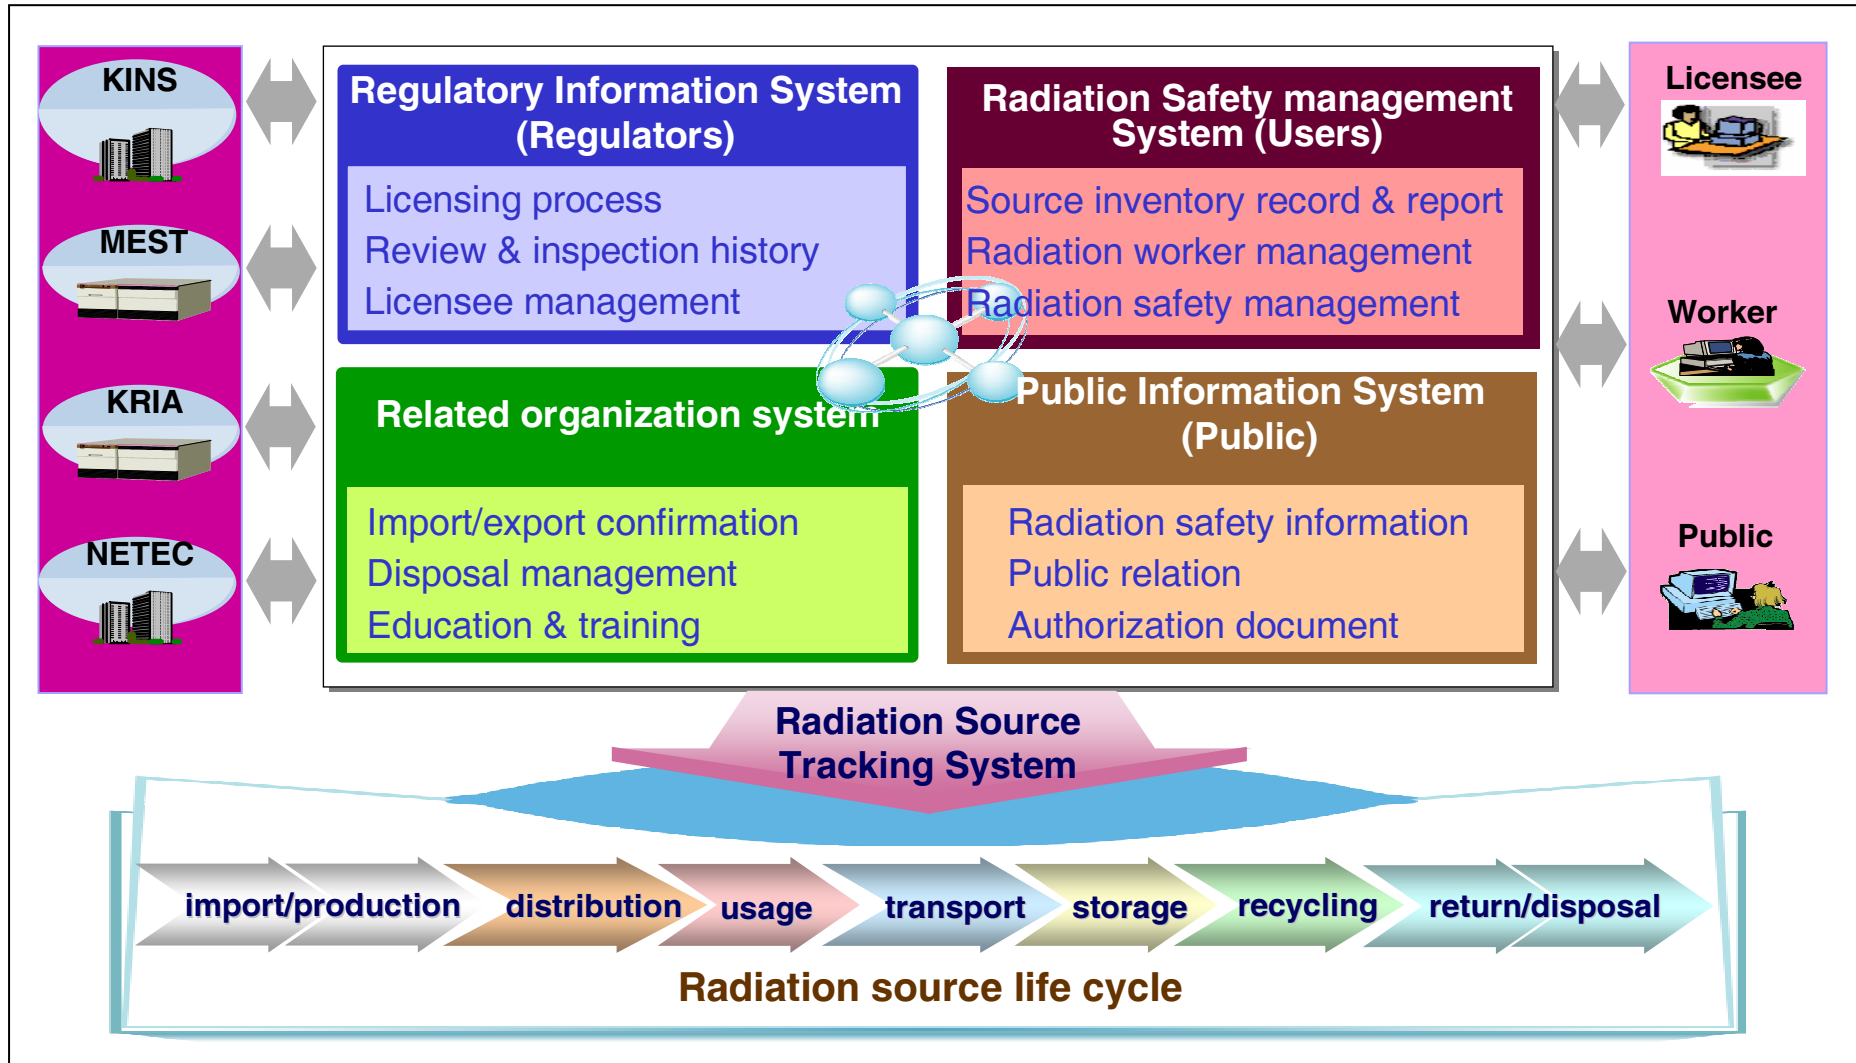 KINS
MEST
KRIA
NETEC
Regulatory Information System
(Regulators)
Licensing process
Review & inspection history
Licensee management
Radiation Safety management
System (Users)
Source inventory record & report
Radiation worker management
Radiation safety management
Related organization system
Import/export confirmation
Disposal management
Education & training
Public Information System
(Public)
Radiation safety information
Public relation
Authorization document
Licensee
Worker
Public
Radiation Source
Tracking System
import/production
distribution
usage
transport
storage
recycling
return/disposal
Radiation source life cycle